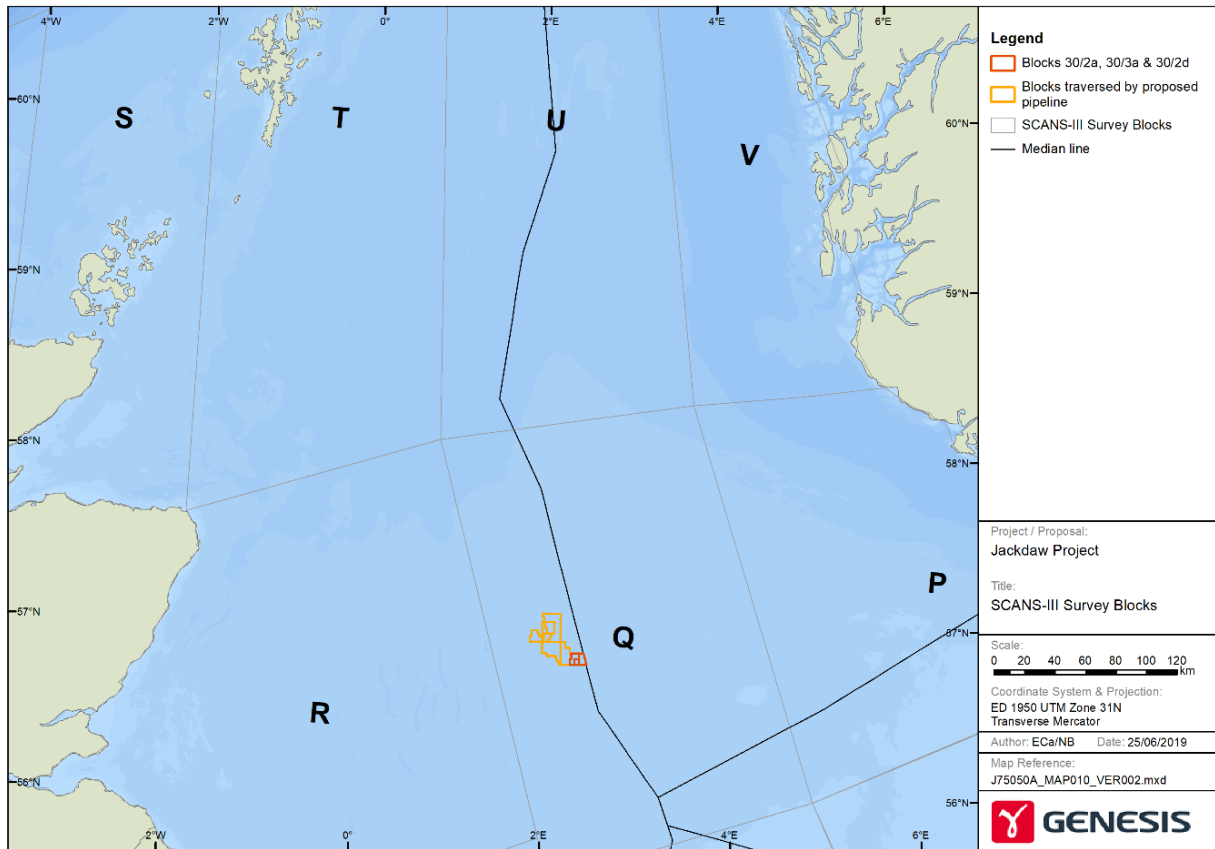 4°W
2°W
0°
2°E
4°E
6°E
60°N
60°N
S
T
U
V
59°N
59°N
58°N
58°N
57°N
57°N
P
Q
R
56°N
56°N
2°W
0°
2°E
4°E
6°E
Legend
Blocks 30/2a, 30/3a & 30/2d
Blocks traversed by proposed
pipeline
SCANS-III Survey Blocks
Median line
Project / Proposal:
Jackdaw Project
Title:
SCANS-III Survey Blocks
Scale:
0 20 40 60 80 100 120
km
Coordinate System & Projection:
ED 1950 UTM Zone 31N
Transverse Mercator
Author: ECa/NB Date: 25/06/2019
Map Reference:
J75050A_MAP010_VER002.mxd
GENESIS